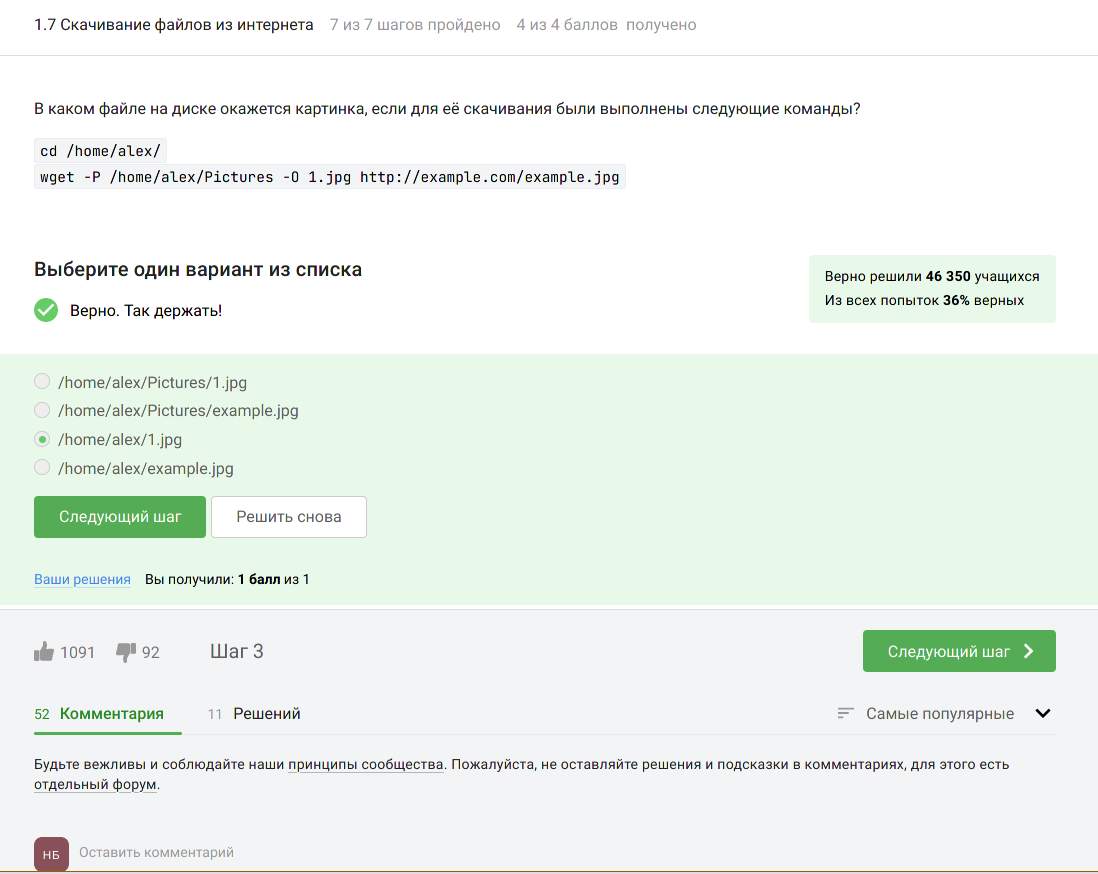 1.7 Скачивание файлов из интернета 7 из 7 шагов пройдено 4 из 4 баллов получено
В каком файле на диске окажется картинка, если для её скачивания были выполнены следующие команды?
cd /home/alex/
wget -P /home/alex/Pictures -O 1.jpg http://example.com/example.jpg
Выберите один вариант из списка
Верно. Так держать!
Верно решили 46 350 учащихся
Из всех попыток 36% верных
/home/alex/Pictures/1.jpg
/home/alex/Pictures/example.jpg
/home/alex/1.jpg
/home/alex/example.jpg
Следующий шаг Решить снова
Ваши решения Вы получили: 1 балл из 1
1091 92 Шаг 3 Следующий шаг
52 Комментария 11 Решений Самые популярные
Будьте вежливы и соблюдайте наши принципы сообщества. Пожалуйста, не оставляйте решения и подсказки в комментариях, для этого есть
отдельный форум.
НБ Оставить комментарий